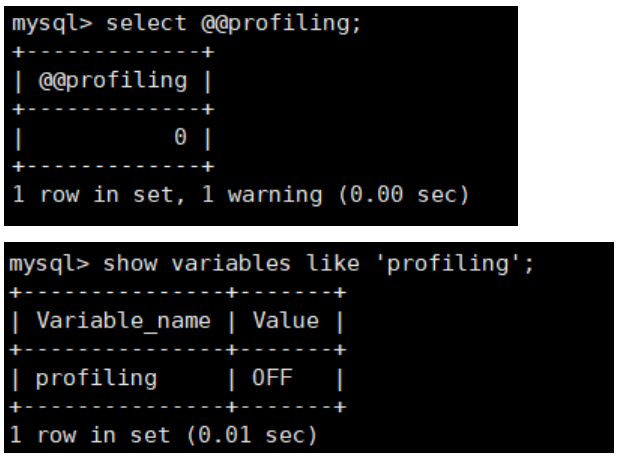 mysql> select @@profiling;
+-------------+
| @@profiling |
+-------------+
|           0 |
+-------------+
1 row in set, 1 warning (0.00 sec)
mysql> show variables like 'profiling';
+---------------+-------+
| Variable_name | Value |
+---------------+-------+
| profiling     | OFF   |
+---------------+-------+
1 row in set (0.01 sec)